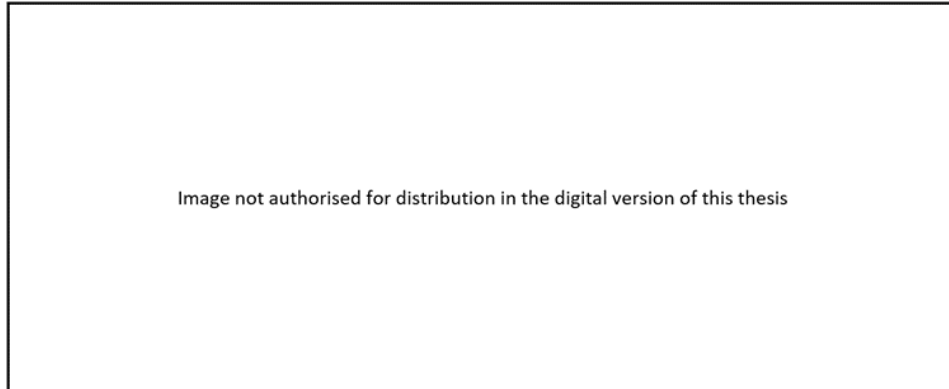 Image not authorised for distribution in the digital version of this thesis